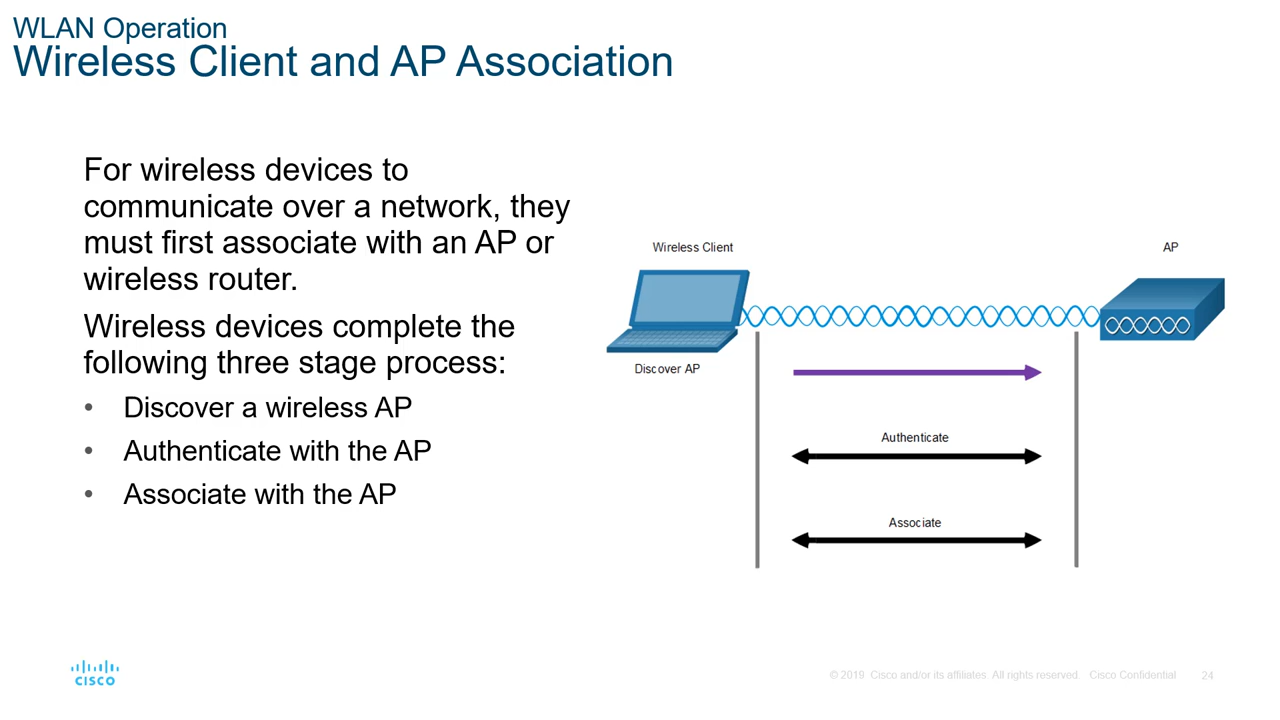 WLAN Operation
Wireless Client and AP Association
For wireless devices to
communicate over a network, they
must first associate with an AP or
wireless router.
Wireless devices complete the
following three stage process:
• Discover a wireless AP
• Authenticate with the AP
• Associate with the AP
Wireless Client
AP
Discover AP
Authenticate
Associate
CISCO
© 2019 Cisco and/or its affiliates. All rights reserved. Cisco Confidential
24